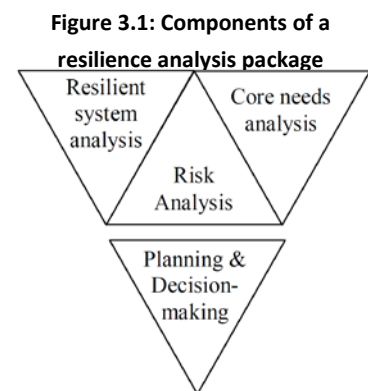 Figure 3.1: Components of a
resilience analysis package
Resilient
system
analysis
Core needs
analysis
Risk
Analysis
Planning &
Decision-
making